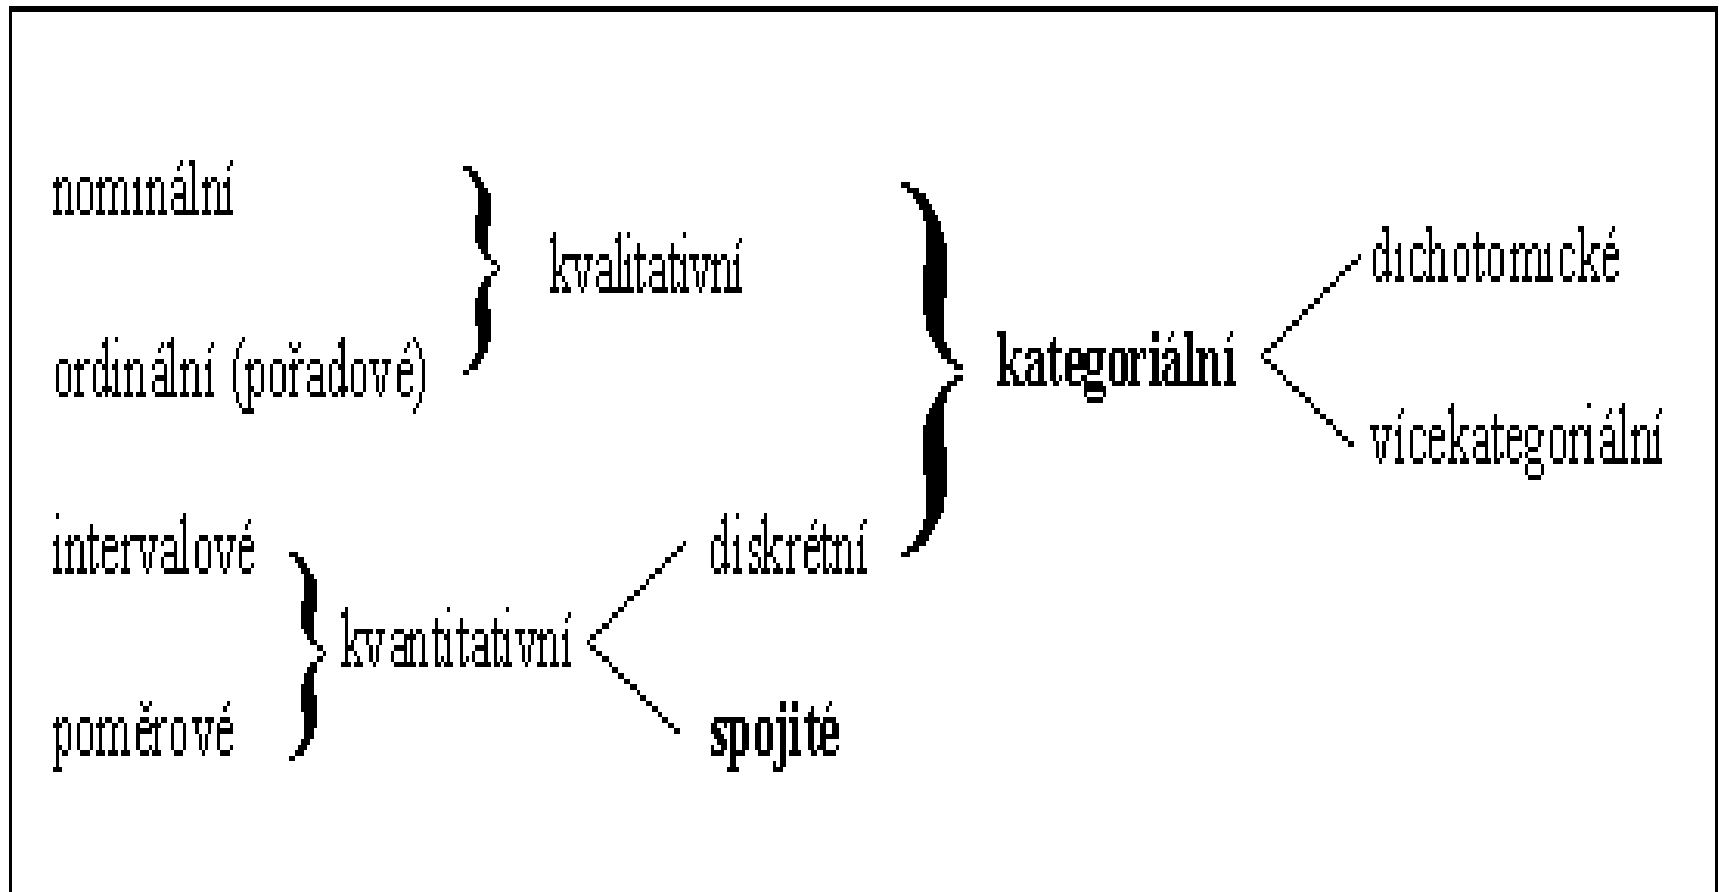 nominální
kvalitativní
ordinální (pořadové)
kategoriální
dichotomické
vícekategoriální
intervalové
kvantitativní
poměrové
diskrétní
spojité